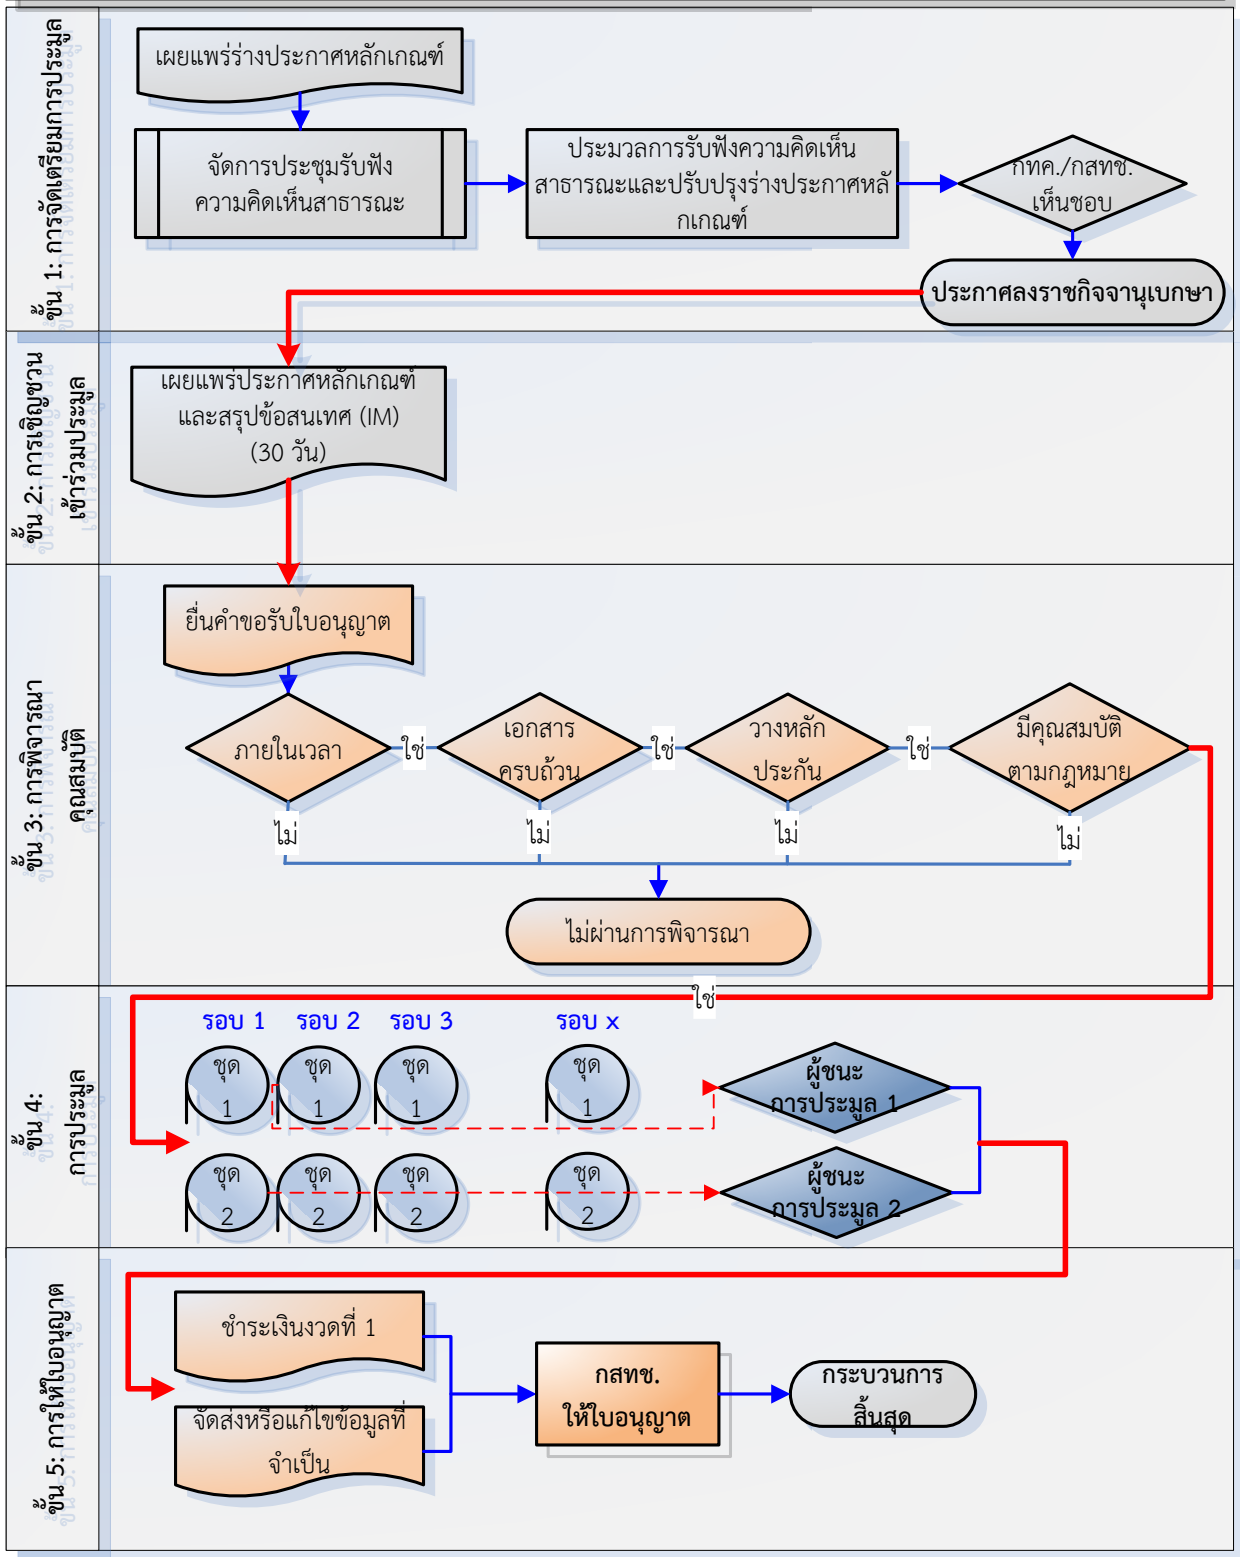 ขั้น 1: การจัดเตรียมการประมูล
เผยแพร่ร่างประกาศหลักเกณฑ์
จัดการประชุมรับฟัง
ความคิดเห็นสาธารณะ
ประมวลการรับฟังความคิดเห็น
สาธารณะและปรับปรุงร่างประกาศหลั
กเกณฑ์
กทค./กสทช.
เห็นชอบ
ประกาศลงราชกิจจานุเบกษา
ขั้น 2: การเชิญชวน
เข้าร่วมประมูล
เผยแพร่ประกาศหลักเกณฑ์
และสรุปข้อสนเทศ (IM)
(30 วัน)
ขั้น 3: การพิจารณา
คุณสมบัติ
ยื่นคำขอรับใบอนุญาต
ภายในเวลา
ใช่
เอกสาร
ครบถ้วน
ใช่
วางหลัก
ประกัน
ใช่
มีคุณสมบัติ
ตามกฎหมาย
ไม่
ไม่
ไม่
ไม่
ไม่ผ่านการพิจารณา
ใช่
ขั้น 4:
การประมูล
รอบ 1
รอบ 2
รอบ 3
รอบ x
ชุด
1
ชุด
1
ชุด
1
ชุด
1
ผู้ชนะ
การประมูล 1
ชุด
2
ชุด
2
ชุด
2
ชุด
2
ผู้ชนะ
การประมูล 2
ขั้น 5: การให้ใบอนุญาต
ชำระเงินงวดที่ 1
จัดส่งหรือแก้ไขข้อมูลที่
จำเป็น
กสทช.
ให้ใบอนุญาต
กระบวนการ
สิ้นสุด